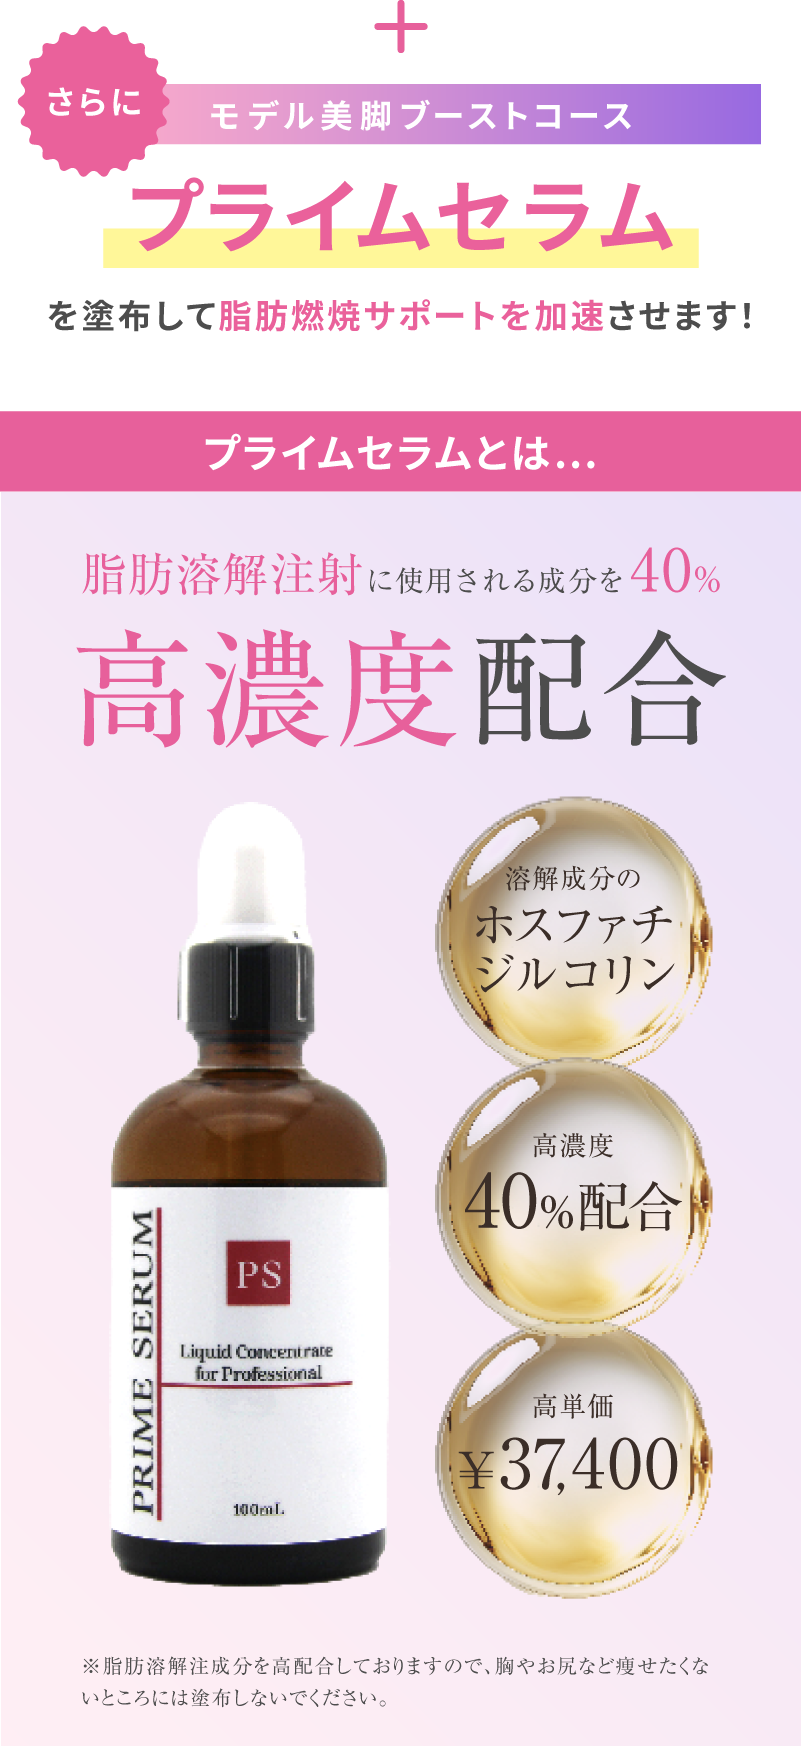 +
さらに
モデル美脚ブーストコース
プライムセラム
を塗布して脂肪燃焼サポートを加速させます！
プライムセラムとは…
脂肪溶解注射に使用される成分を40%
高濃度配合
溶解成分の
ホスファチ
ジルコリン
高濃度
40%配合
高単価
¥37,400
PRIME SERUM
PS
Liquid Concentrate
for Professional
100mL
※脂肪溶解注成分を高配合しておりますので、胸やお尻など痩せたくな
いところには塗布しないでください。